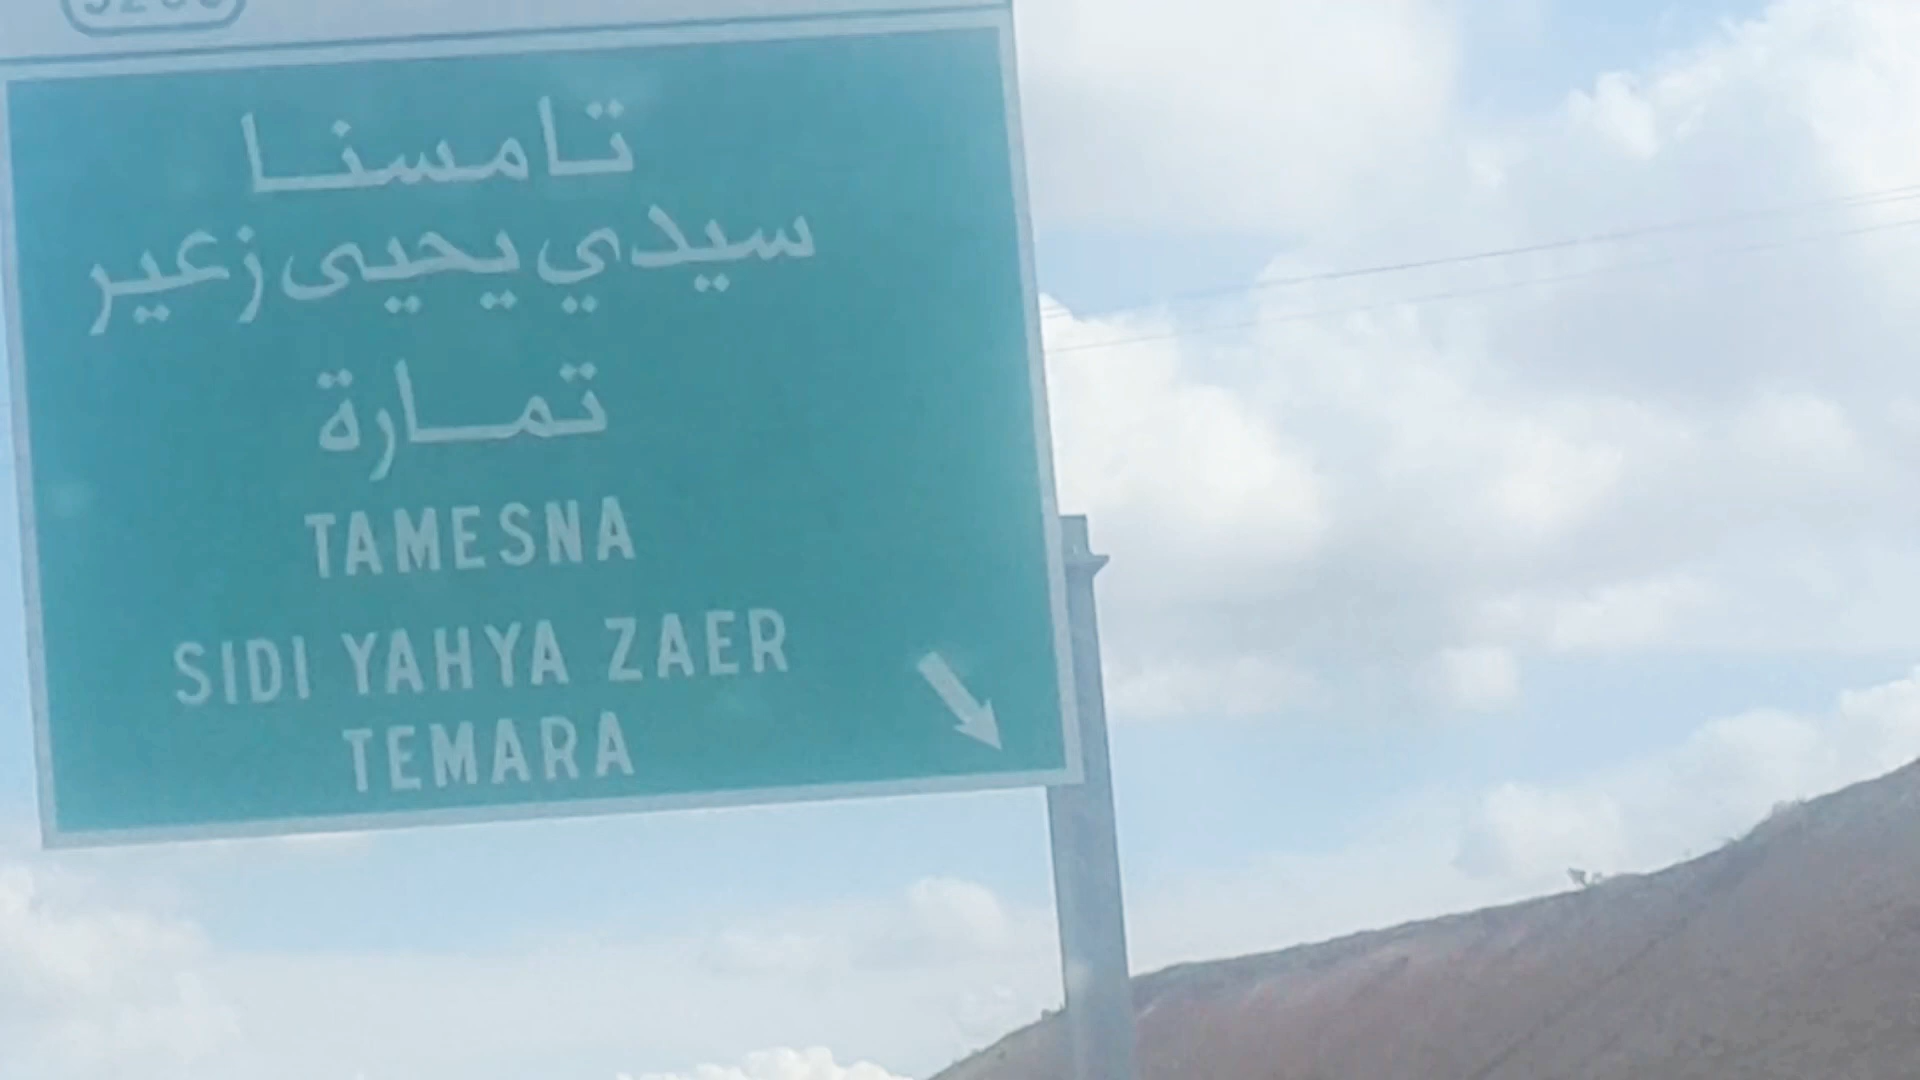 تامسنا
سيدي يحيى زعير
تمارة
TAMESNA
SIDI YAHYA ZAER
TEMARA